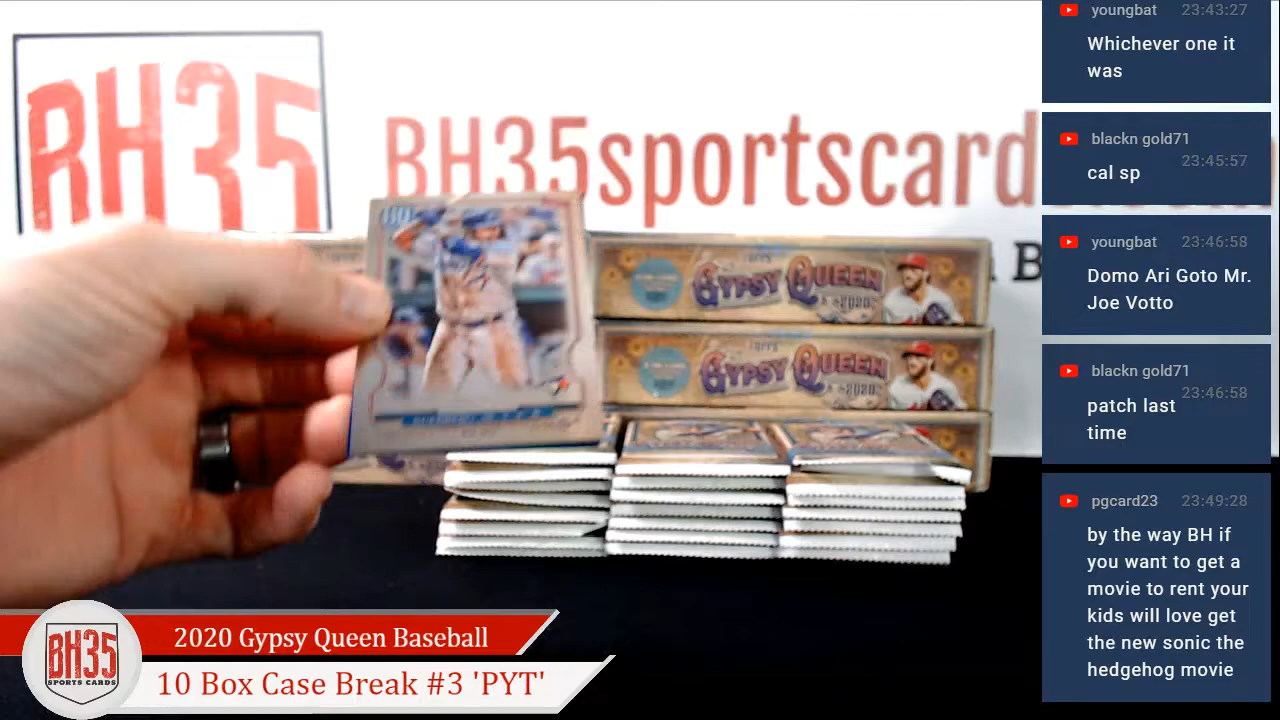 BH35
BH35sportscard
B
TOPPS
GYPSY QUEEN
2020
TOPPS
GYPSY QUEEN
2020
BH35
SPORTS CARDS
2020 Gypsy Queen Baseball
10 Box Case Break #3 'PYT'
youngbat 23:43:27
Whichever one it
was
blackn gold71
23:45:57
cal sp
youngbat 23:46:58
Domo Ari Goto Mr.
Joe Votto
blackn gold71
23:46:58
patch last
time
pgcard23 23:49:28
by the way BH if
you want to get a
movie to rent your
kids will love get
the new sonic the
hedgehog movie